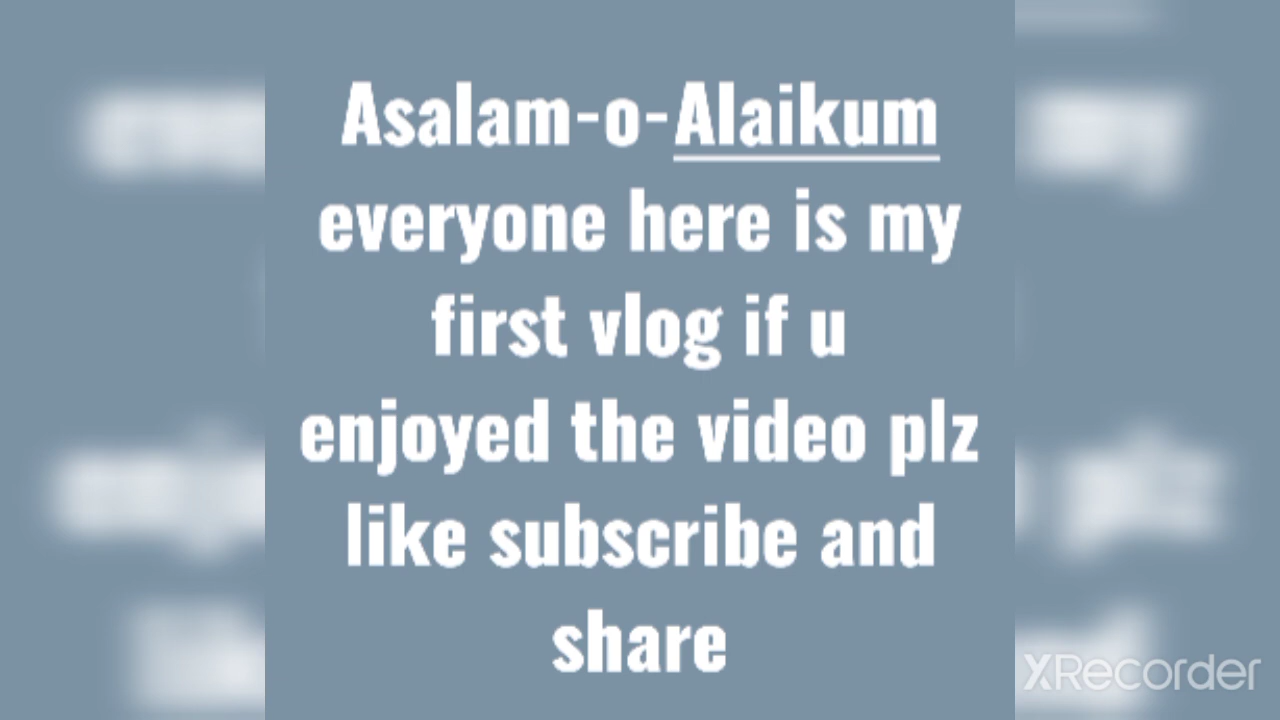 Asalam-o-Alaikum
everyone here is my
first vlog if u
enjoyed the video plz
like subscribe and
share
XRecorder